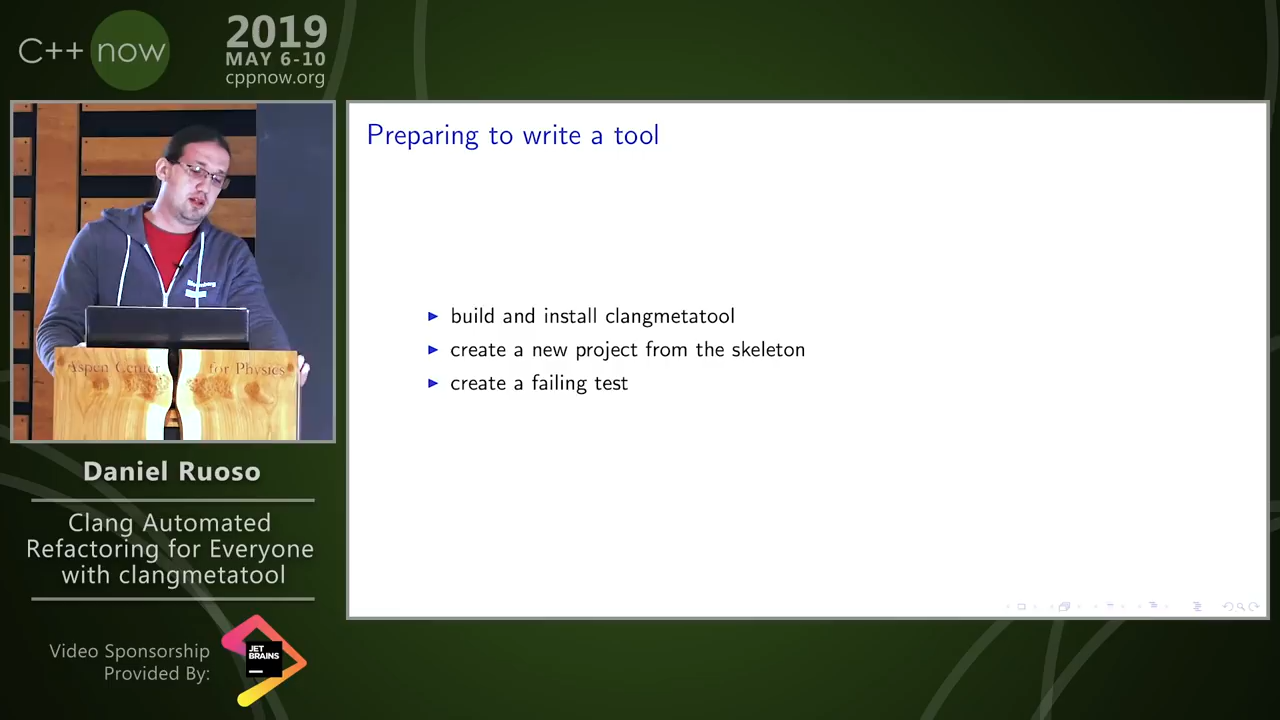 C++ now
2019
MAY 6-10
cppnow.org
Preparing to write a tool
build and install clangmetatool
create a new project from the skeleton
create a failing test
Aspen Center for Physics
Daniel Ruoso
Clang Automated
Refactoring for Everyone
with clangmetatool
Video Sponsorship
Provided By:
JET
BRAINS